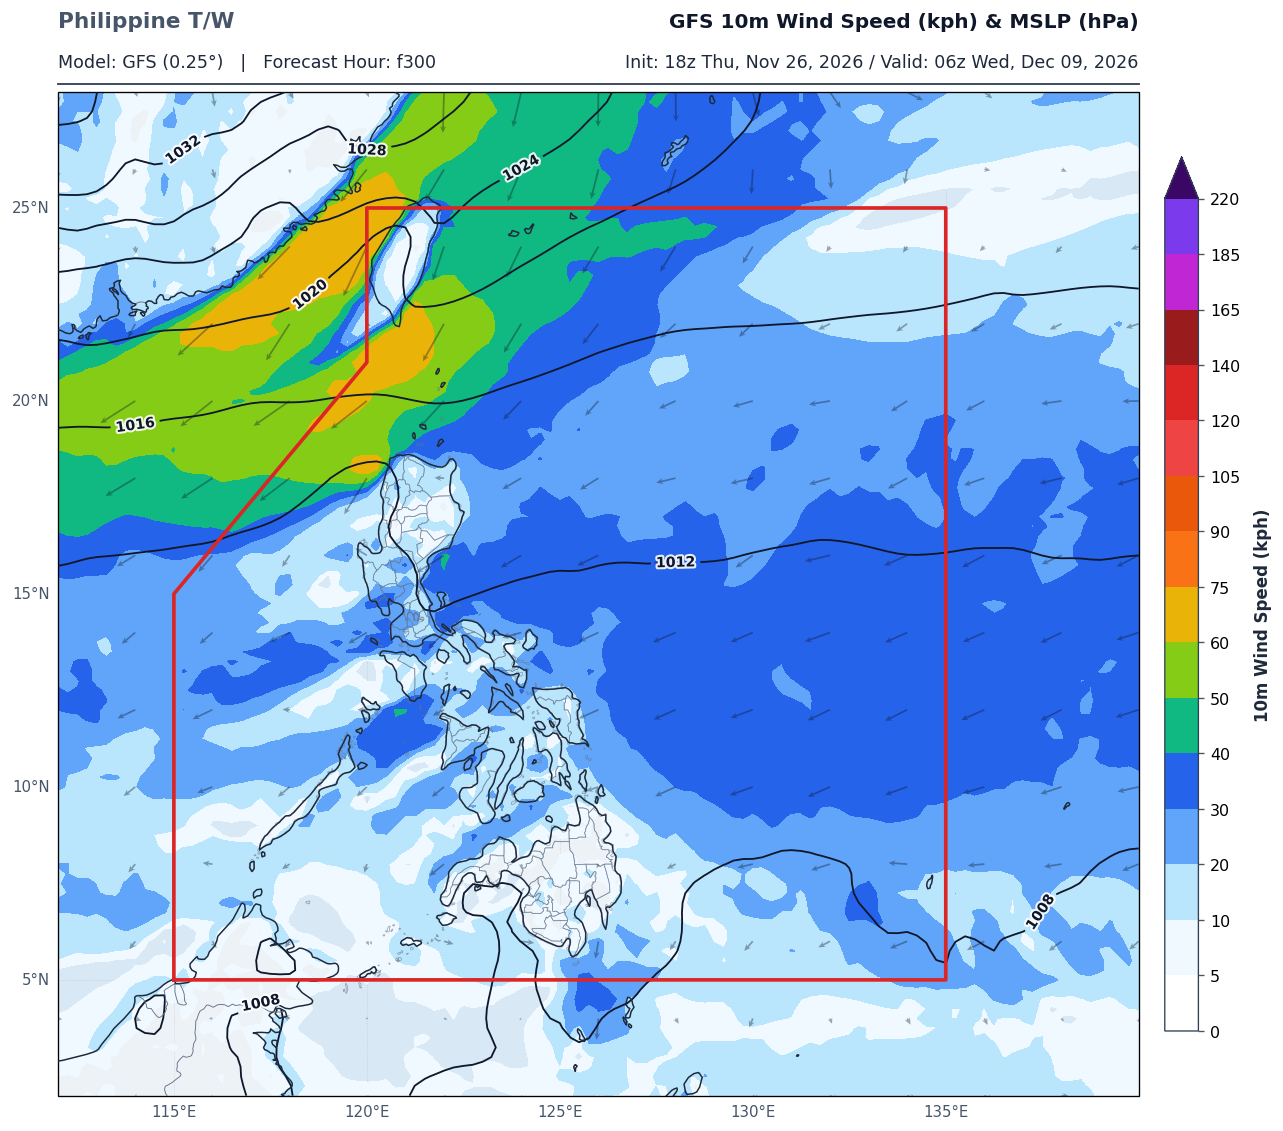 Philippine T/W
GFS 10m Wind Speed (kph) & MSLP (hPa)
Model: GFS (0.25°) | Forecast Hour: f300
Init: 18z Thu, Nov 26, 2026 / Valid: 06z Wed, Dec 09, 2026
1032
1028
1024
1020
1016
1012
1008
1008
25°N
20°N
15°N
10°N
5°N
115°E
120°E
125°E
130°E
135°E
220
185
165
140
120
105
90
75
60
50
40
30
20
10
5
0
10m Wind Speed (kph)